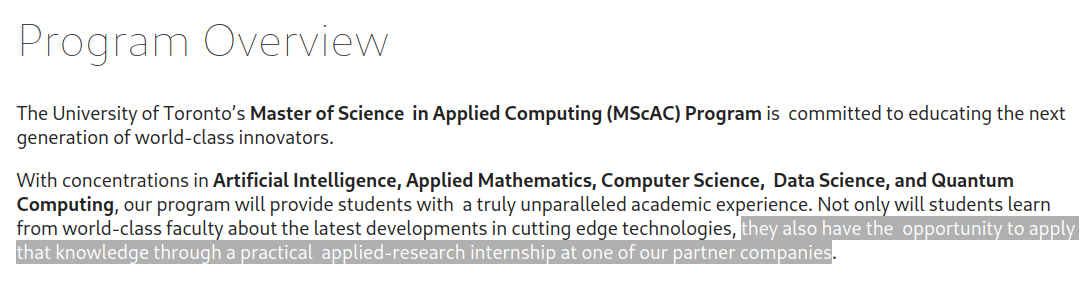 Program Overview
The University of Toronto’s Master of Science  in Applied Computing (MScAC) Program is  committed to educating the next
generation of world-class innovators.
With concentrations in Artificial Intelligence, Applied Mathematics, Computer Science,  Data Science, and Quantum
Computing, our program will provide students with  a truly unparalleled academic experience. Not only will students learn
from world-class faculty about the latest developments in cutting edge technologies, they also have the  opportunity to apply
that knowledge through a practical  applied-research internship at one of our partner companies.